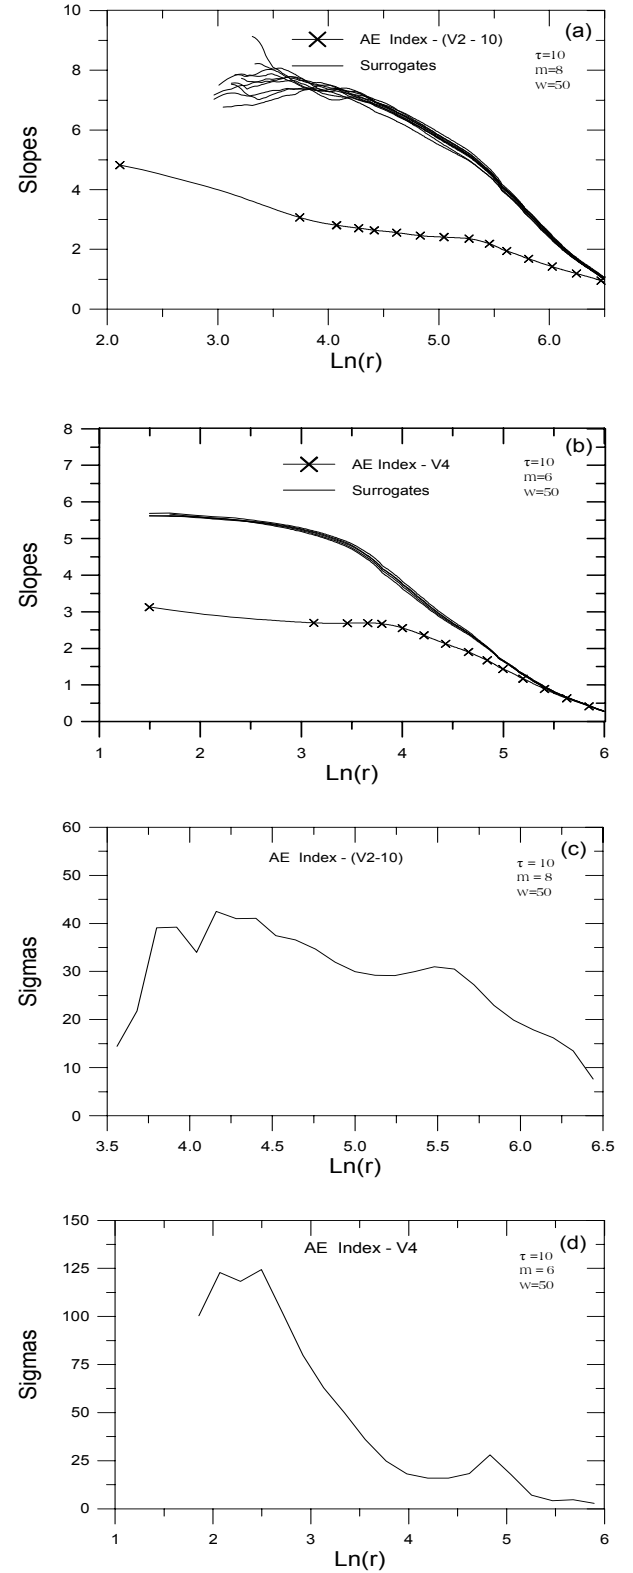 10
8
6
4
2
0
Slopes
(a)
AE Index - (V2 - 10)
Surrogates
τ=10
m=8
w=50
2.0 3.0 4.0 5.0 6.0
Ln(r)
8
7
6
5
4
3
2
1
0
Slopes
(b)
AE Index - V4
Surrogates
τ=10
m=6
w=50
1 2 3 4 5 6
Ln(r)
60
50
40
30
20
10
0
Sigmas
AE Index - (V2-10)
(c)
τ = 10
m = 8
w=50
3.5 4.0 4.5 5.0 5.5 6.0 6.5
Ln(r)
150
125
100
75
50
25
0
Sigmas
AE Index - V4
(d)
τ =10
m = 6
w=50
1 2 3 4 5 6
Ln(r)